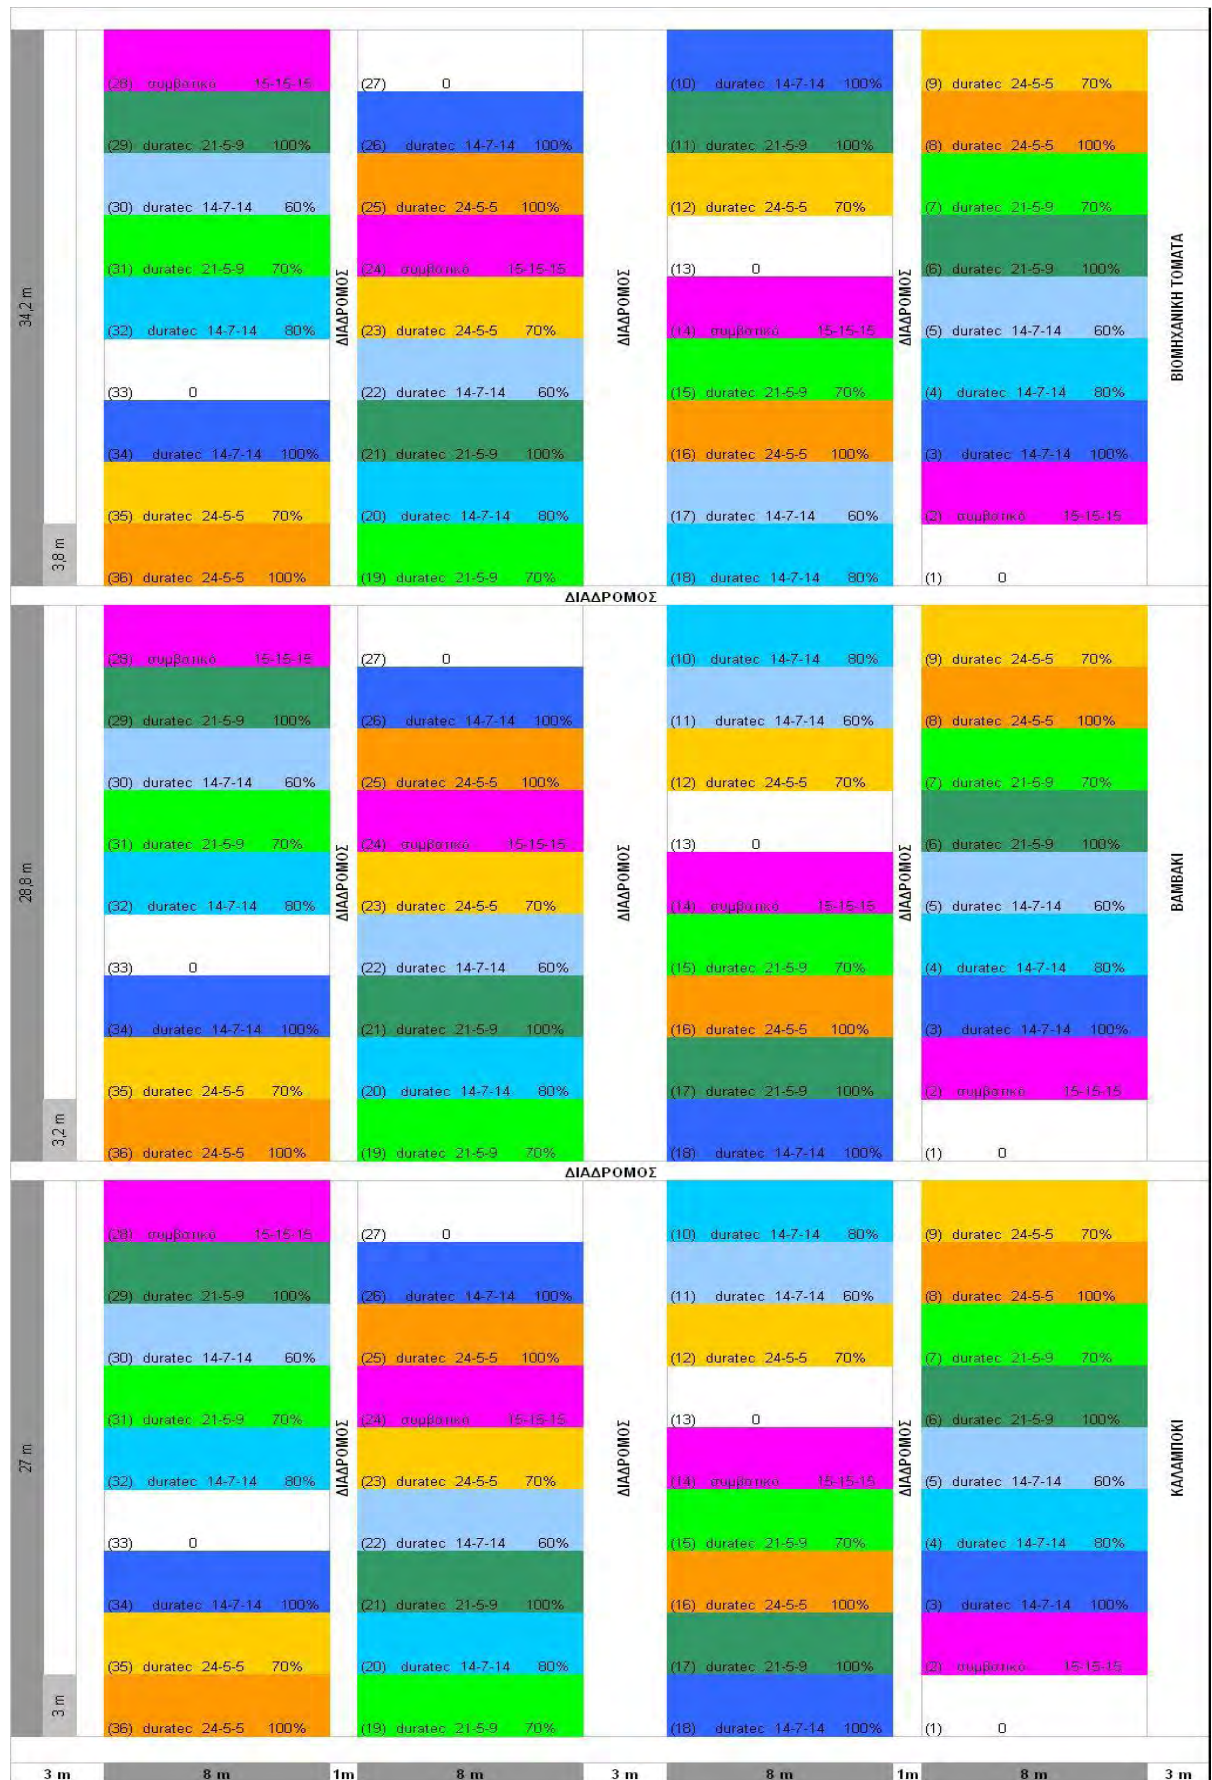 (28) συμβατικό 15-15-15 (27) 0 (10) duratec 14-7-14 100% (9) duratec 24-5-5 70%
(29) duratec 21-5-9 100% (26) duratec 14-7-14 100% (11) duratec 21-5-9 100% (8) duratec 24-5-5 100%
(30) duratec 14-7-14 60% (25) duratec 24-5-5 100% (12) duratec 24-5-5 70% (7) duratec 21-5-9 70%
(31) duratec 21-5-9 70% (24) συμβατικό 15-15-15 (13) 0 (6) duratec 21-5-9 100%
(32) duratec 14-7-14 80% (23) duratec 24-5-5 70% (14) συμβατικό 15-15-15 (5) duratec 14-7-14 60%
(33) 0 (22) duratec 14-7-14 60% (15) duratec 21-5-9 70% (4) duratec 14-7-14 80%
(34) duratec 14-7-14 100% (21) duratec 21-5-9 100% (16) duratec 24-5-5 100% (3) duratec 14-7-14 100%
(35) duratec 24-5-5 70% (20) duratec 14-7-14 80% (17) duratec 14-7-14 60% (2) συμβατικό 15-15-15
(36) duratec 24-5-5 100% (19) duratec 21-5-9 70% (18) duratec 14-7-14 80% (1) 0
34,2 m
3,8 m
ΔΙΑΔΡΟΜΟΣ
ΔΙΑΔΡΟΜΟΣ
ΔΙΑΔΡΟΜΟΣ
ΒΙΟΜΗΧΑΝΙΚΗ ΤΟΜΑΤΑ
ΔΙΑΔΡΟΜΟΣ
(28) συμβατικό 15-15-15 (27) 0 (10) duratec 14-7-14 80% (9) duratec 24-5-5 70%
(29) duratec 21-5-9 100% (26) duratec 14-7-14 100% (11) duratec 14-7-14 60% (8) duratec 24-5-5 100%
(30) duratec 14-7-14 60% (25) duratec 24-5-5 100% (12) duratec 24-5-5 70% (7) duratec 21-5-9 70%
(31) duratec 21-5-9 70% (24) συμβατικό 15-15-15 (13) 0 (6) duratec 21-5-9 100%
(32) duratec 14-7-14 80% (23) duratec 24-5-5 70% (14) συμβατικό 15-15-15 (5) duratec 14-7-14 60%
(33) 0 (22) duratec 14-7-14 60% (15) duratec 21-5-9 70% (4) duratec 14-7-14 80%
(34) duratec 14-7-14 100% (21) duratec 21-5-9 100% (16) duratec 24-5-5 100% (3) duratec 14-7-14 100%
(35) duratec 24-5-5 70% (20) duratec 14-7-14 80% (17) duratec 21-5-9 100% (2) συμβατικό 15-15-15
(36) duratec 24-5-5 100% (19) duratec 21-5-9 70% (18) duratec 14-7-14 100% (1) 0
28,8 m
3,2 m
ΔΙΑΔΡΟΜΟΣ
ΔΙΑΔΡΟΜΟΣ
ΔΙΑΔΡΟΜΟΣ
ΒΑΜΒΑΚΙ
ΔΙΑΔΡΟΜΟΣ
(28) συμβατικό 15-15-15 (27) 0 (10) duratec 14-7-14 80% (9) duratec 24-5-5 70%
(29) duratec 21-5-9 100% (26) duratec 14-7-14 100% (11) duratec 14-7-14 60% (8) duratec 24-5-5 100%
(30) duratec 14-7-14 60% (25) duratec 24-5-5 100% (12) duratec 24-5-5 70% (7) duratec 21-5-9 70%
(31) duratec 21-5-9 70% (24) συμβατικό 15-15-15 (13) 0 (6) duratec 21-5-9 100%
(32) duratec 14-7-14 80% (23) duratec 24-5-5 70% (14) συμβατικό 15-15-15 (5) duratec 14-7-14 60%
(33) 0 (22) duratec 14-7-14 60% (15) duratec 21-5-9 70% (4) duratec 14-7-14 80%
(34) duratec 14-7-14 100% (21) duratec 21-5-9 100% (16) duratec 24-5-5 100% (3) duratec 14-7-14 100%
(35) duratec 24-5-5 70% (20) duratec 14-7-14 80% (17) duratec 21-5-9 100% (2) συμβατικό 15-15-15
(36) duratec 24-5-5 100% (19) duratec 21-5-9 70% (18) duratec 14-7-14 100% (1) 0
27 m
3 m
ΔΙΑΔΡΟΜΟΣ
ΔΙΑΔΡΟΜΟΣ
ΔΙΑΔΡΟΜΟΣ
ΚΑΛΑΜΠΟΚΙ
3 m 8 m 1m 8 m 3 m 8 m 1m 8 m 3 m